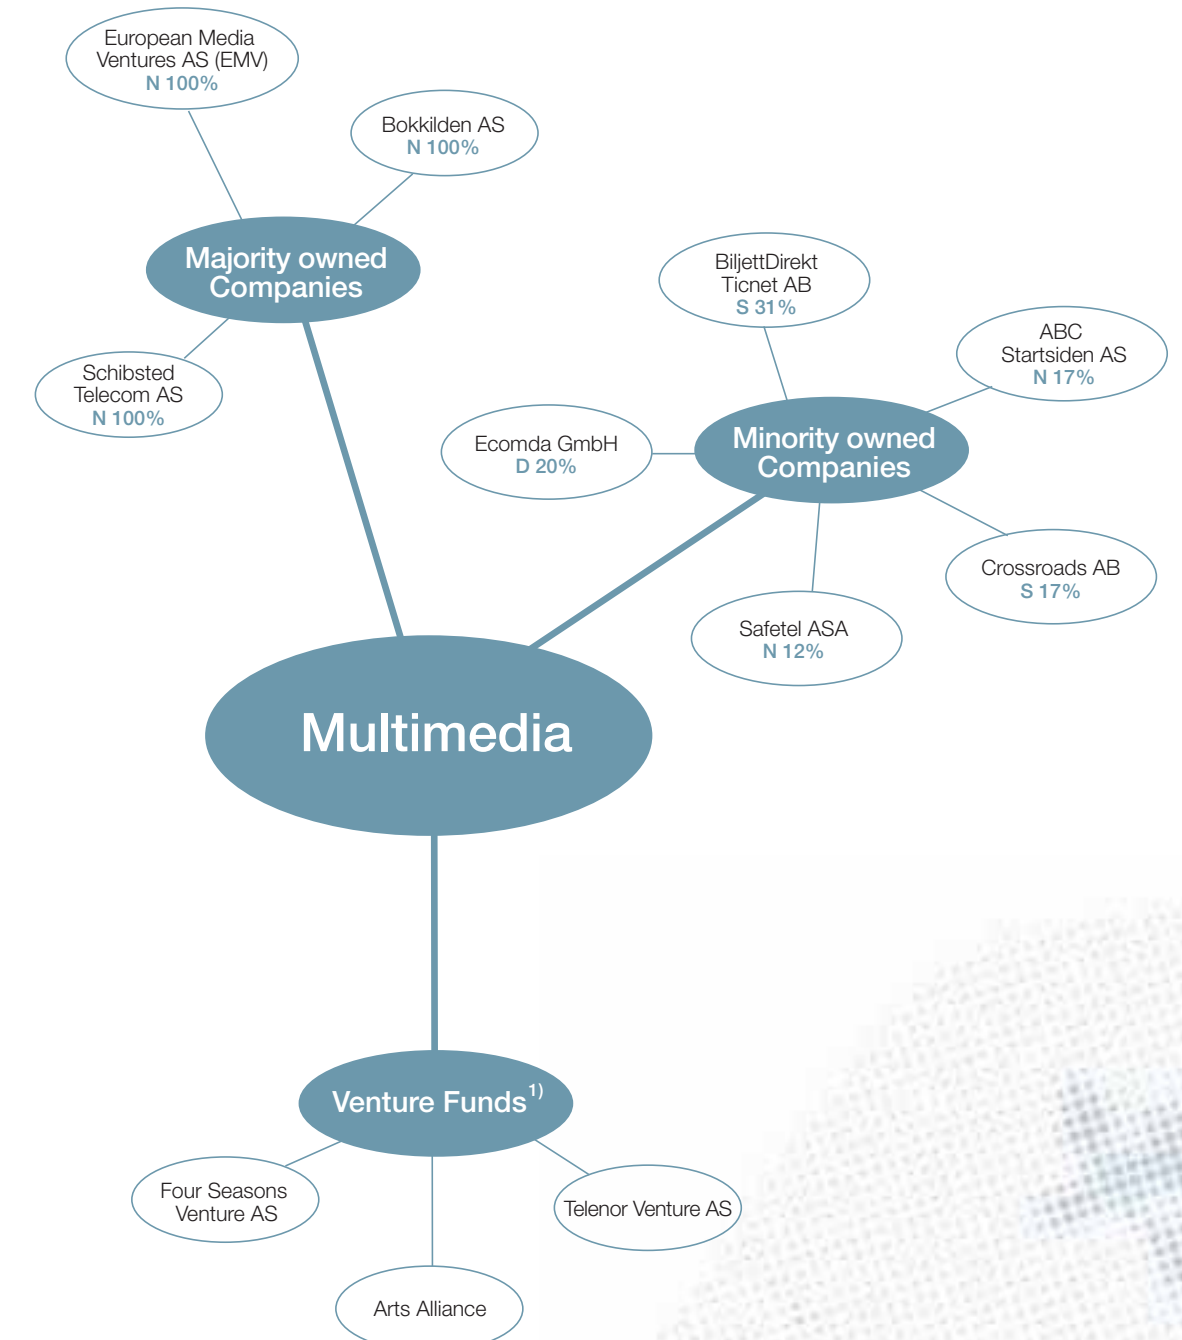 European Media
Ventures AS (EMV)
N 100%
Bokkilden AS
N 100%
Majority owned
Companies
Schibsted
Telecom AS
N 100%
BiljettDirekt
Ticnet AB
S 31%
ABC
Startsiden AS
N 17%
Ecomda GmbH
D 20%
Minority owned
Companies
Crossroads AB
S 17%
Safetel ASA
N 12%
Multimedia
Venture Funds 1)
Four Seasons
Venture AS
Telenor Venture AS
Arts Alliance